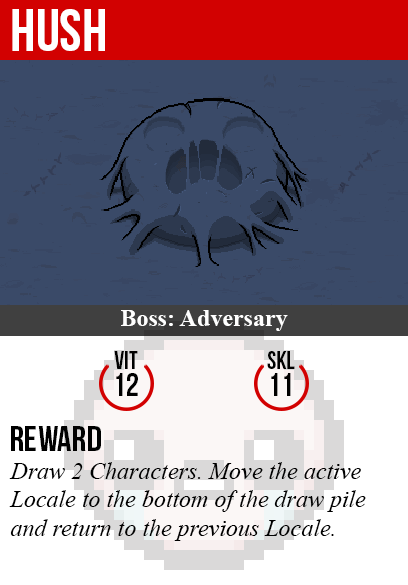 HUSH
Boss: Adversary
VIT
12
SKL
11
REWARD
Draw 2 Characters. Move the active
Locale to the bottom of the draw pile
and return to the previous Locale.